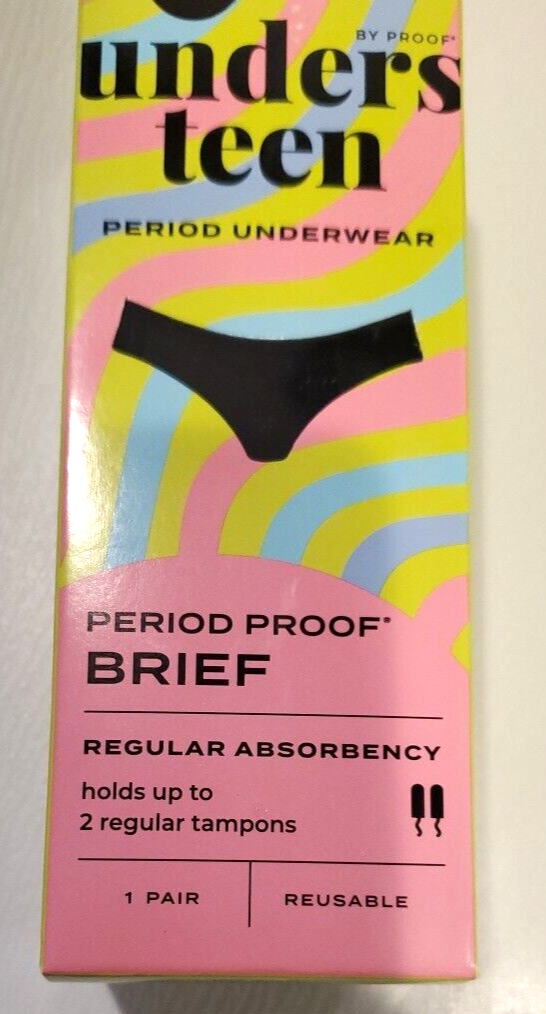 BY PROOF®
unders
teen
PERIOD UNDERWEAR
PERIOD PROOF®
BRIEF
REGULAR ABSORBENCY
holds up to
2 regular tampons
1 PAIR
REUSABLE